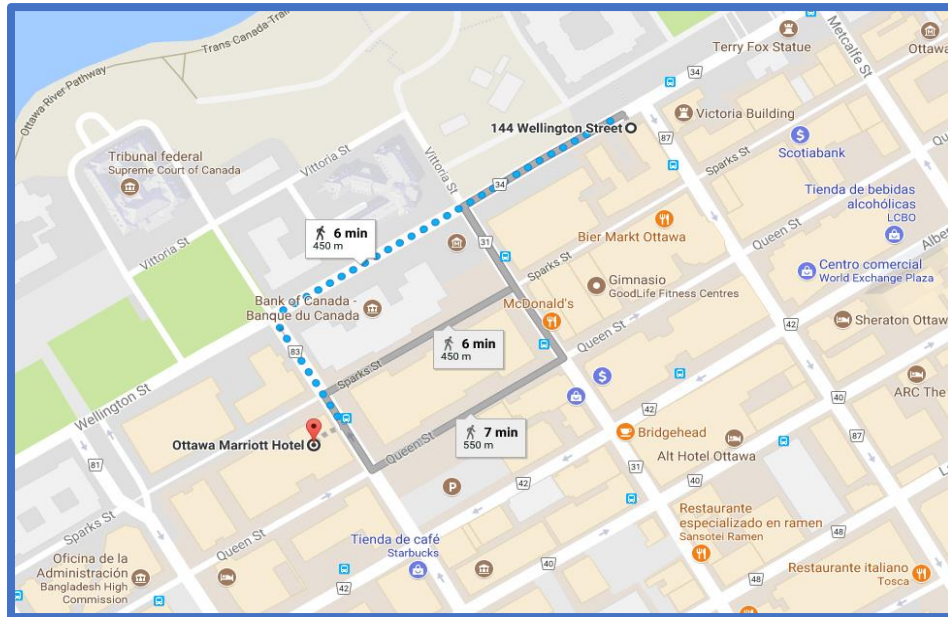 Trans Canada-Tra
Ottawa River Pathway
Metcalfe St
Terry Fox Statue
Ottawa
34
144 Wellington Street
Victoria Building
87
Sparks St
Scotiabank
Tribunal federal
Supreme Court of Canada
Vittoria St
Vittoria St
34
Tienda de bebidas
alcohólicas
LCBO
6 min
450 m
Bier Markt Ottawa
Queen St
Albe
31
Sparks St
Vittoria St
Gimnasio
GoodLife Fitness Centres
Centro comercial
World Exchange Plaza
Bank of Canada -
Banque du Canada
McDonald's
83
6 min
450 m
Queen St
42
Sheraton Ottawa
Sparks St
Wellington St
ARC The
7 min
550 m
42
40
Ottawa Marriott Hotel
Queen St
Bridgehead
Alt Hotel Ottawa
81
31
40
P
42
Sparks St
Queen St
Restaurante
especializado en ramen
Sansotei Ramen
48
Tienda de café
Starbucks
Oficina de la
Administración
Bangladesh High
Commission
40
42
48
Restaurante italiano
Tosca